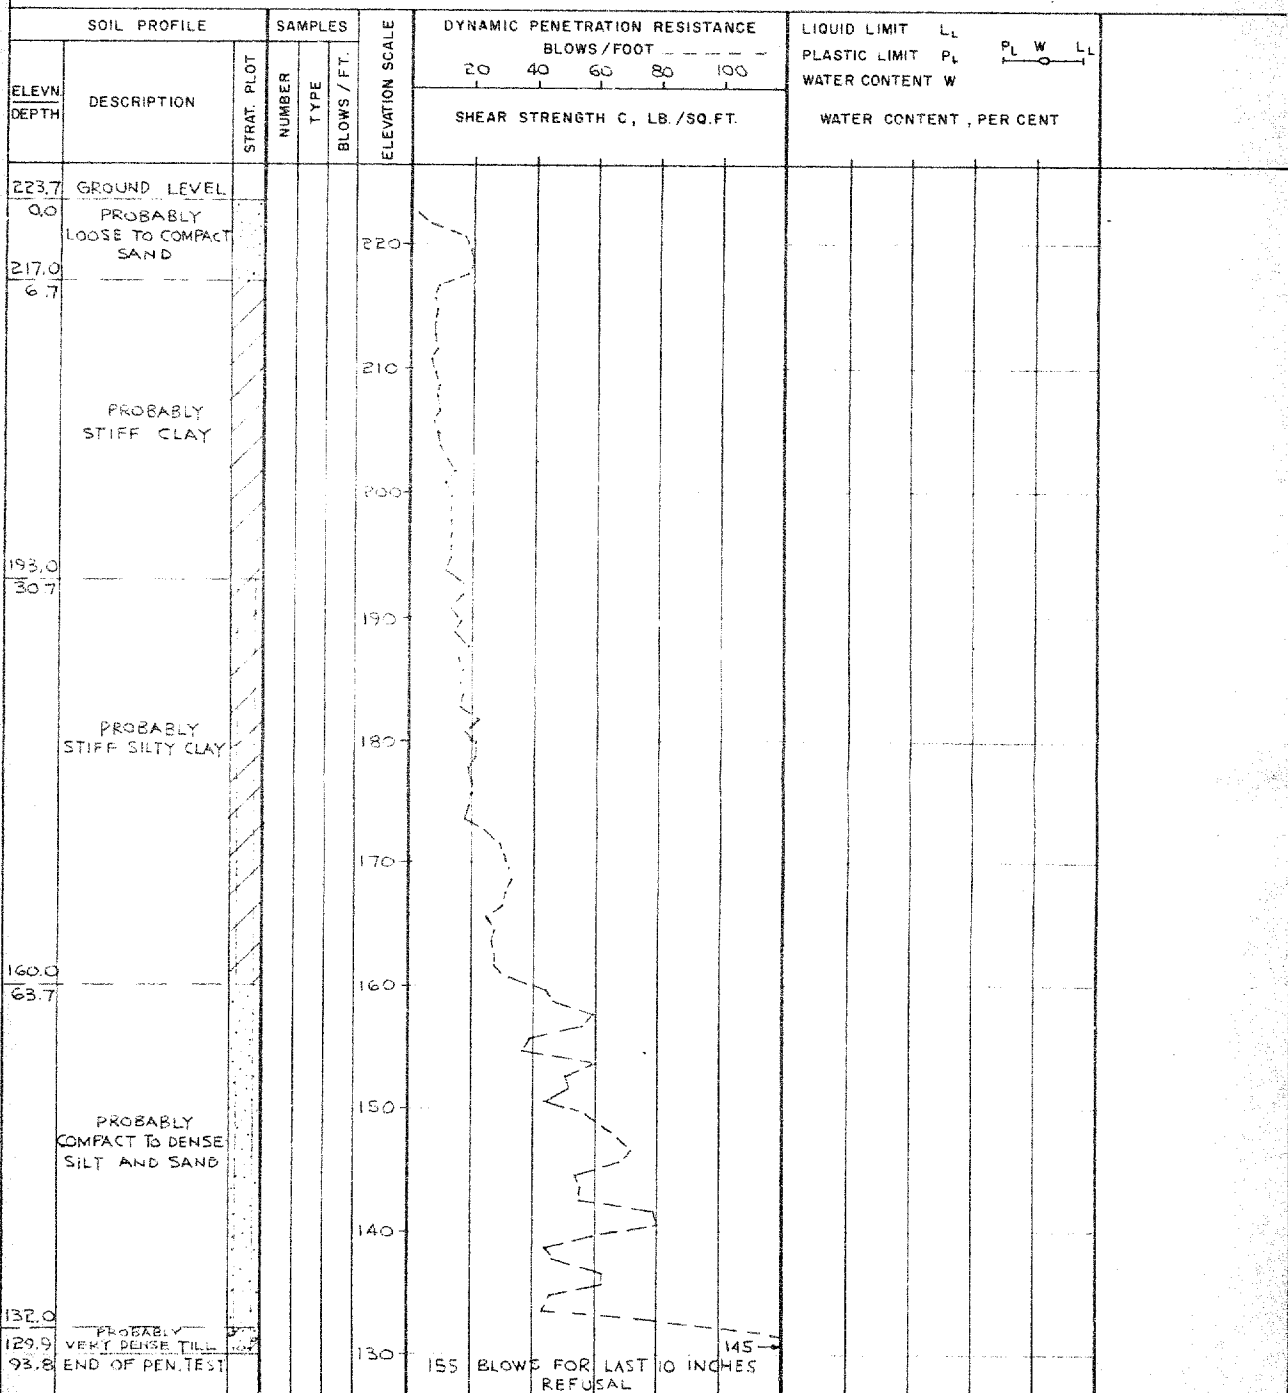 SOIL PROFILE
SAMPLES
ELEVATION SCALE
DYNAMIC PENETRATION RESISTANCE
BLOWS/FOOT
20 40 60 80 100
SHEAR STRENGTH C, LB./SQ.FT.
LIQUID LIMIT LL
PLASTIC LIMIT PL
WATER CONTENT W
PL W LL
WATER CONTENT, PER CENT
ELEVN.
DEPTH
DESCRIPTION
STRAT. PLOT
NUMBER
TYPE
BLOWS / FT.
223.7 GROUND LEVEL
0.0
PROBABLY
LOOSE TO COMPACT
SAND
220
217.0
6.7
210
PROBABLY
STIFF CLAY
200
193.0
30.7
190
PROBABLY
STIFF SILTY CLAY
180
170
160.0
63.7
160
150
PROBABLY
COMPACT TO DENSE
SILT AND SAND
140
132.0
PROBABLY
VERY DENSE TILL
129.9
93.8 END OF PEN. TEST
130
145
155 BLOWS FOR LAST 10 INCHES
REFUSAL